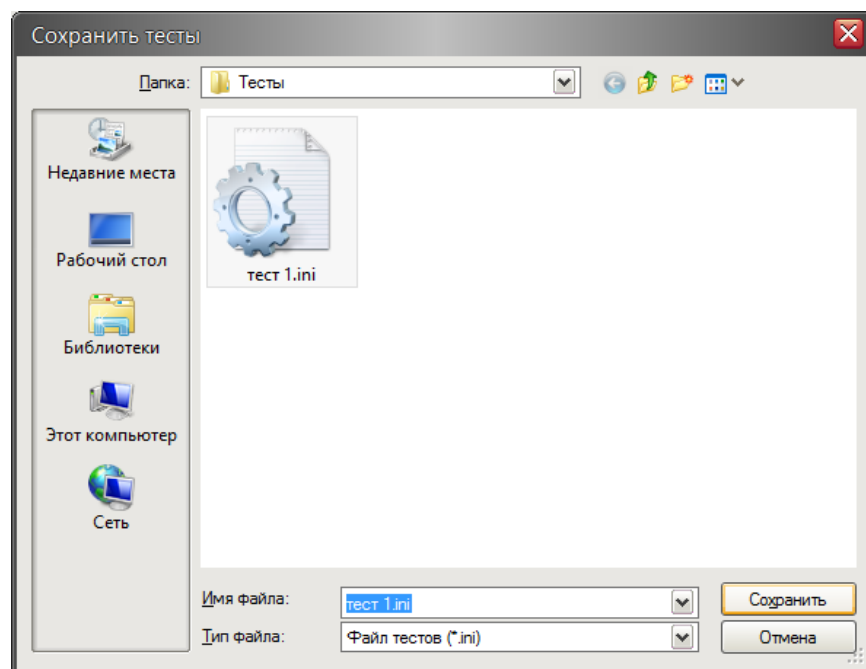 Сохранить тесты
Папка: Тесты
Недавние места
Рабочий стол
Библиотеки
Этот компьютер
Сеть
тест 1.ini
Имя файла: тест 1.ini Сохранить
Тип файла: Файл тестов (*.ini) Отмена